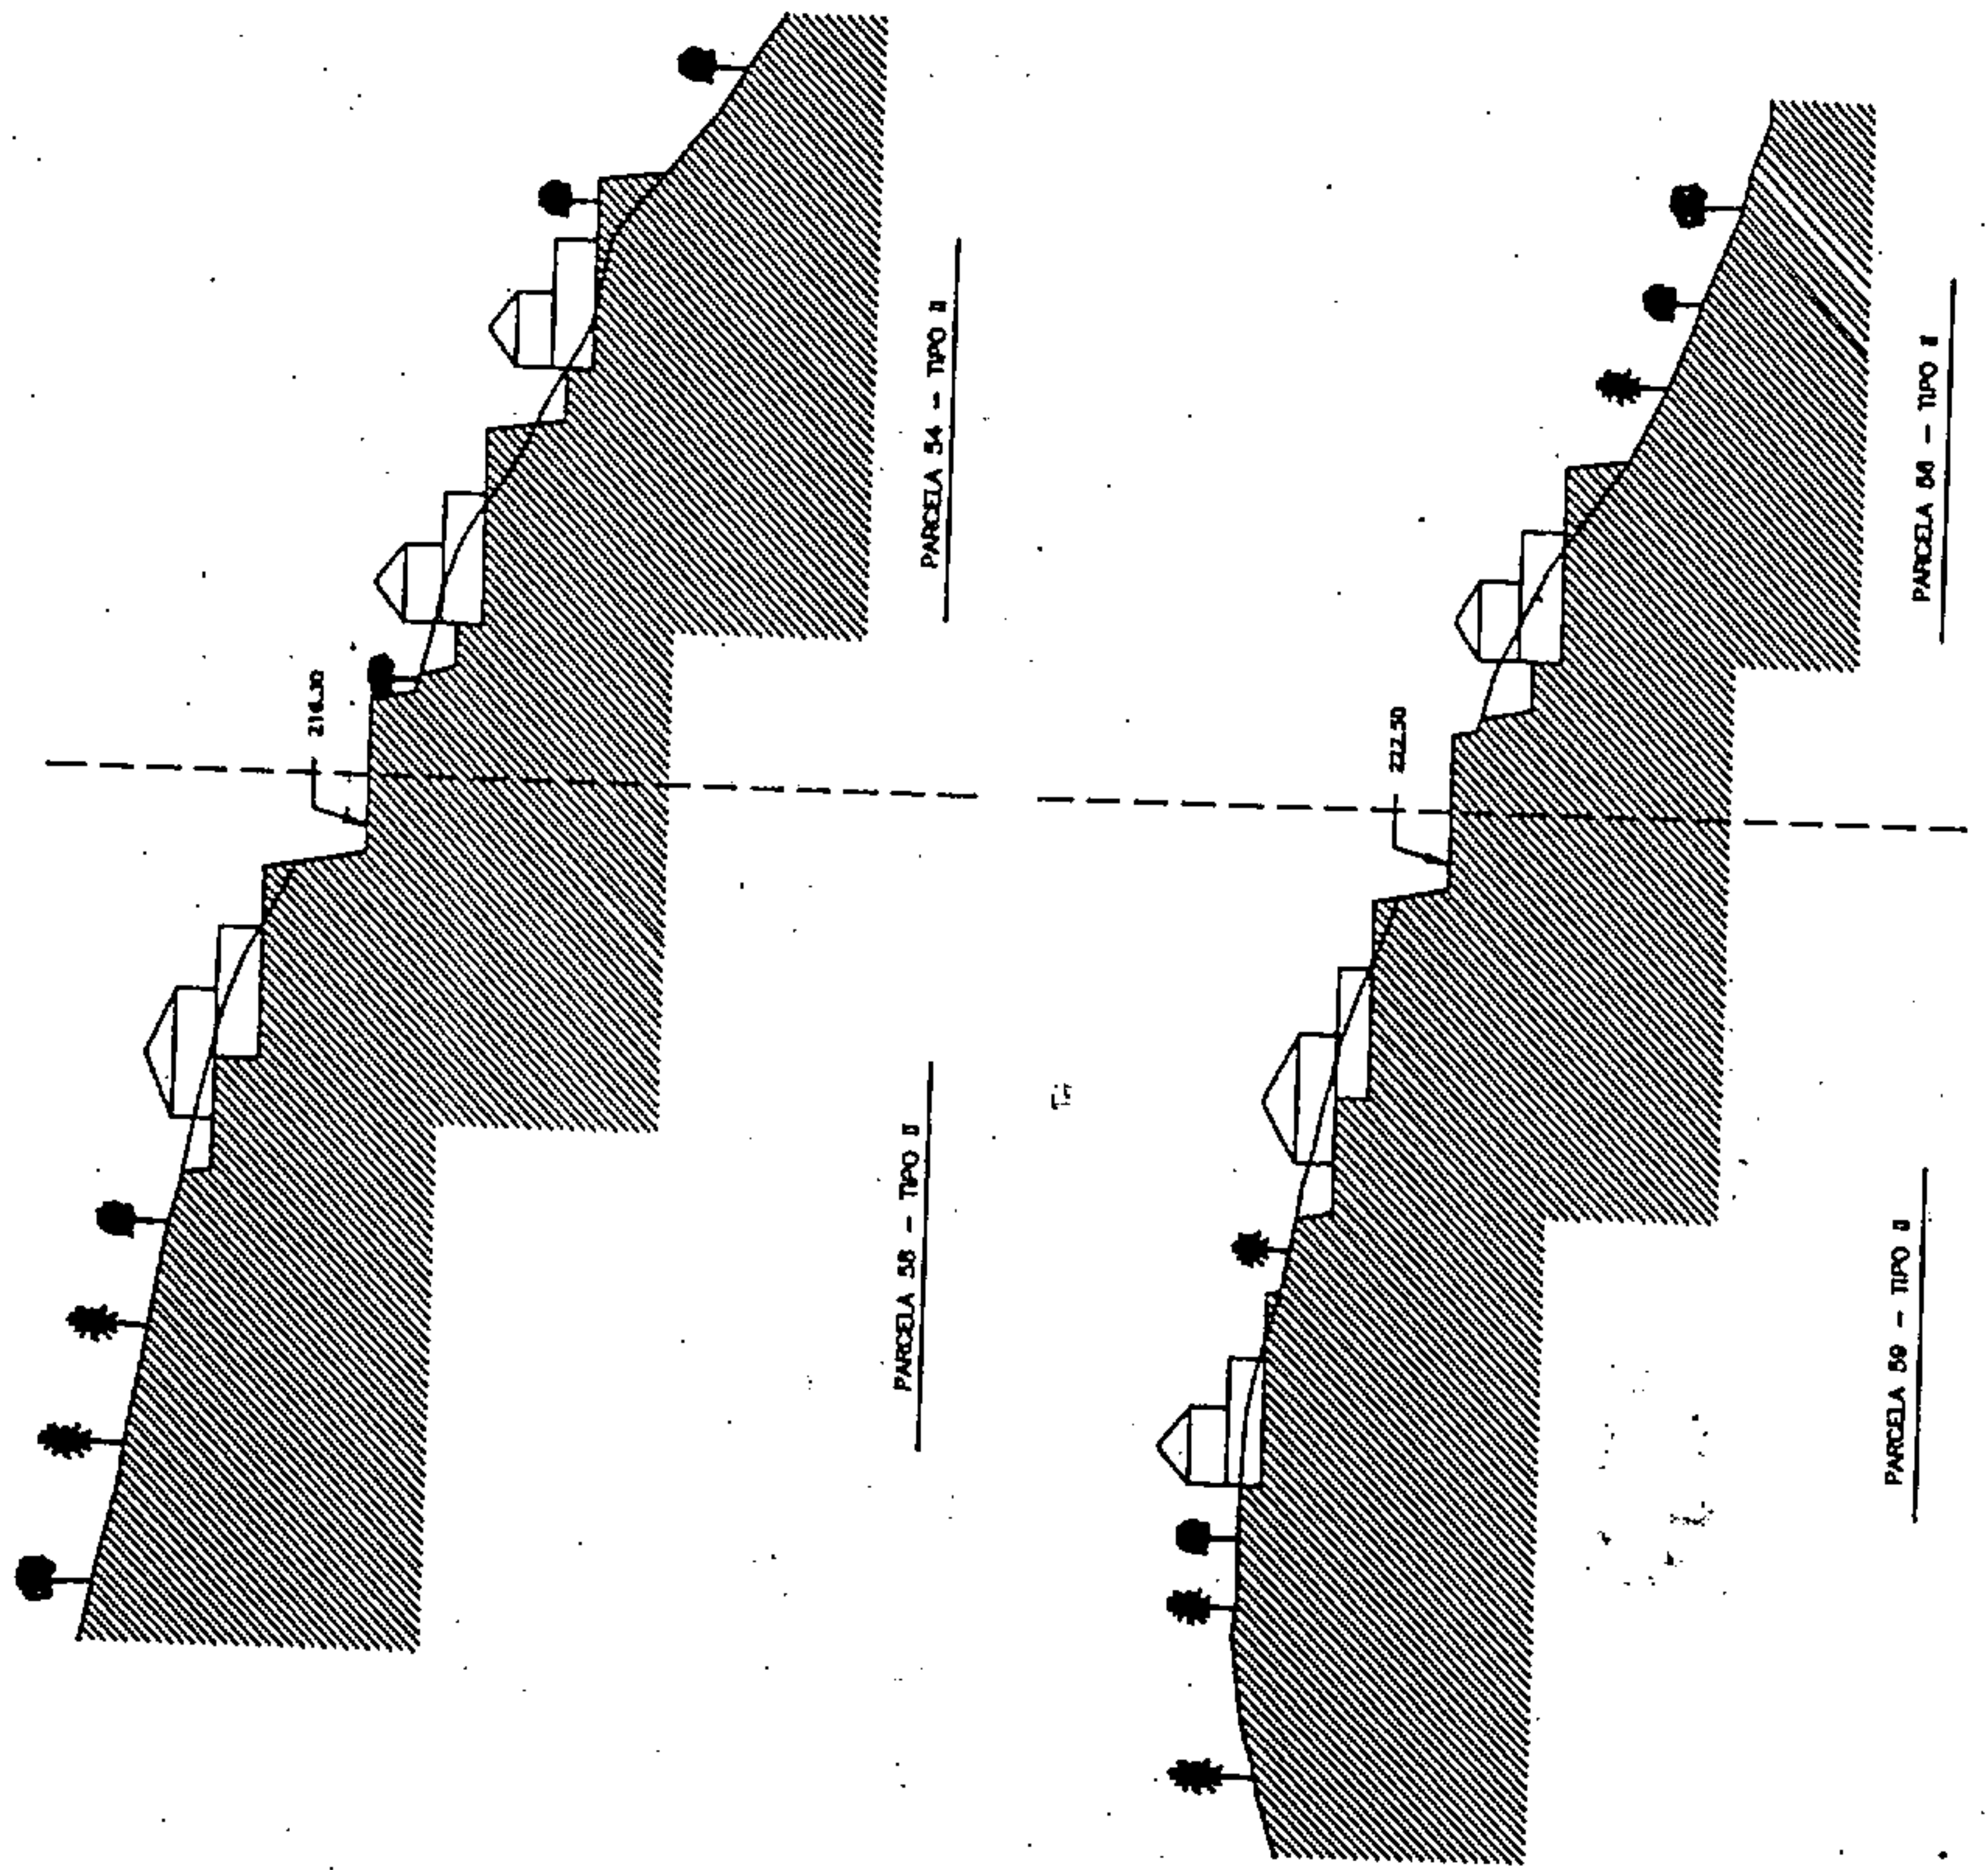 216.30
PARCELA 54 - TIPO II
PARCELA 58 - TIPO II
222.50
PARCELA 56 - TIPO II
PARCELA 59 - TIPO II